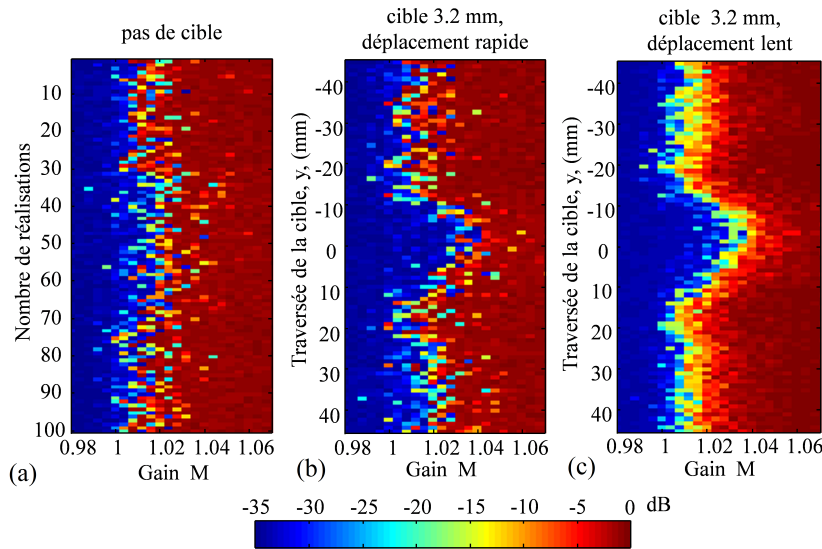 pas de cible
10
20
30
40
50
60
70
80
90
100
Nombre de réalisations
0.98 1 1.02 1.04 1.06
Gain M
(a)
cible 3.2 mm,
déplacement rapide
-40
-30
-20
-10
0
10
20
30
40
Traversée de la cible, y, (mm)
0.98 1 1.02 1.04 1.06
Gain M
(b)
cible 3.2 mm,
déplacement lent
-40
-30
-20
-10
0
10
20
30
40
Traversée de la cible, y, (mm)
0.98 1 1.02 1.04 1.06
Gain M
(c)
-35 -30 -25 -20 -15 -10 -5 0 dB